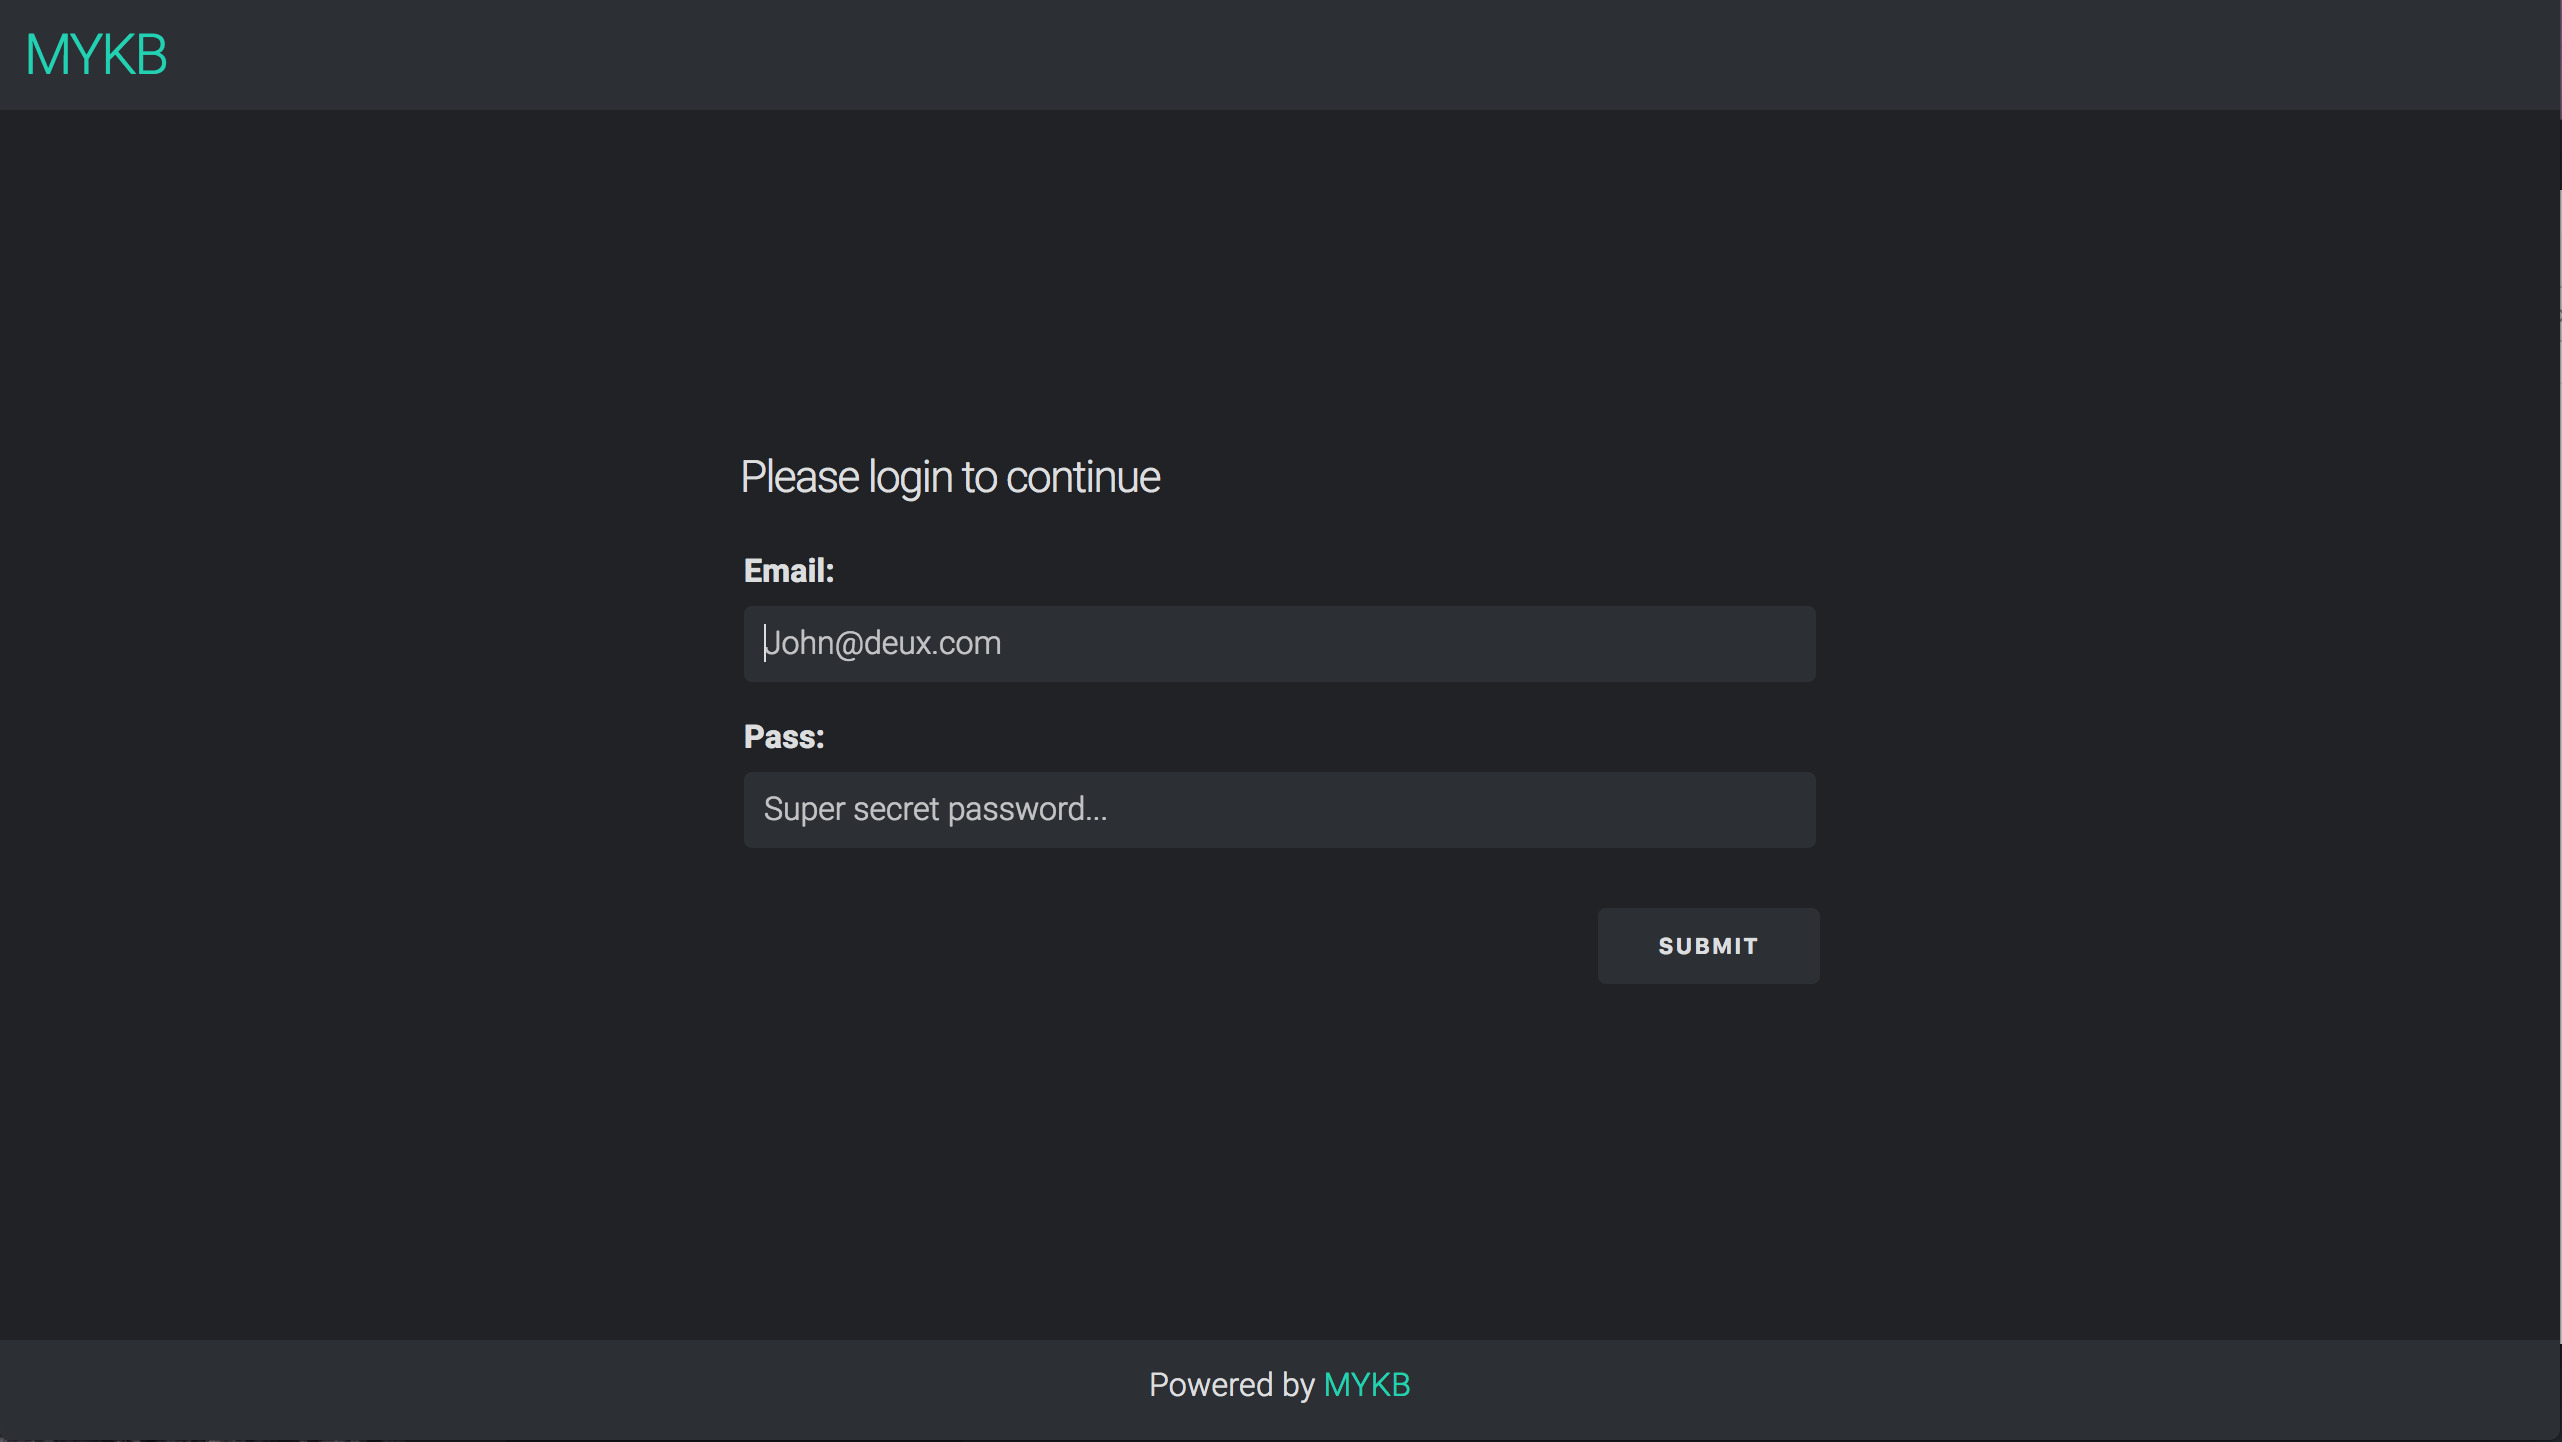 MYKB
Please login to continue
Email:
John@deux.com
Pass:
Super secret password...
SUBMIT
Powered by MYKB